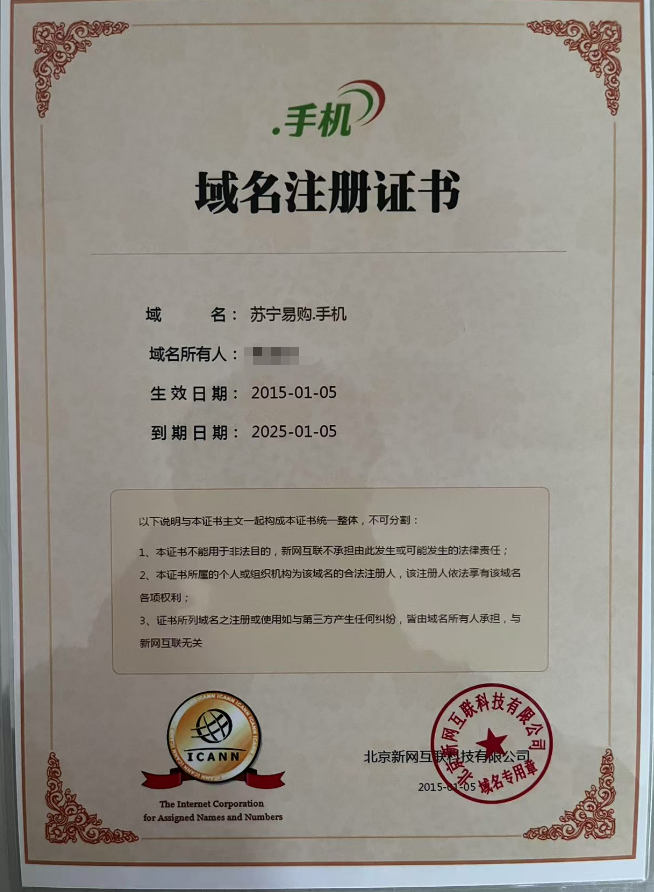 .手机
域名注册证书
域 名： 苏宁易购.手机
域名所有人：
生效日期： 2015-01-05
到期日期： 2025-01-05
以下说明与本证书主文一起构成本证书统一整体，不可分割：
1、本证书不能用于非法目的，新网互联不承担由此发生或可能发生的法律责任；
2、本证书所属的个人或组织机构为该域名的合法注册人，该注册人依法享有该域名
各项权利；
3、证书所列域名之注册或使用如与第三方产生任何纠纷，皆由域名所有人承担，与
新网互联无关
ICANN
The Internet Corporation
for Assigned Names and Numbers
北京新网互联科技有限公司
2015-01-05
北京新网互联科技有限公司
域名专用章